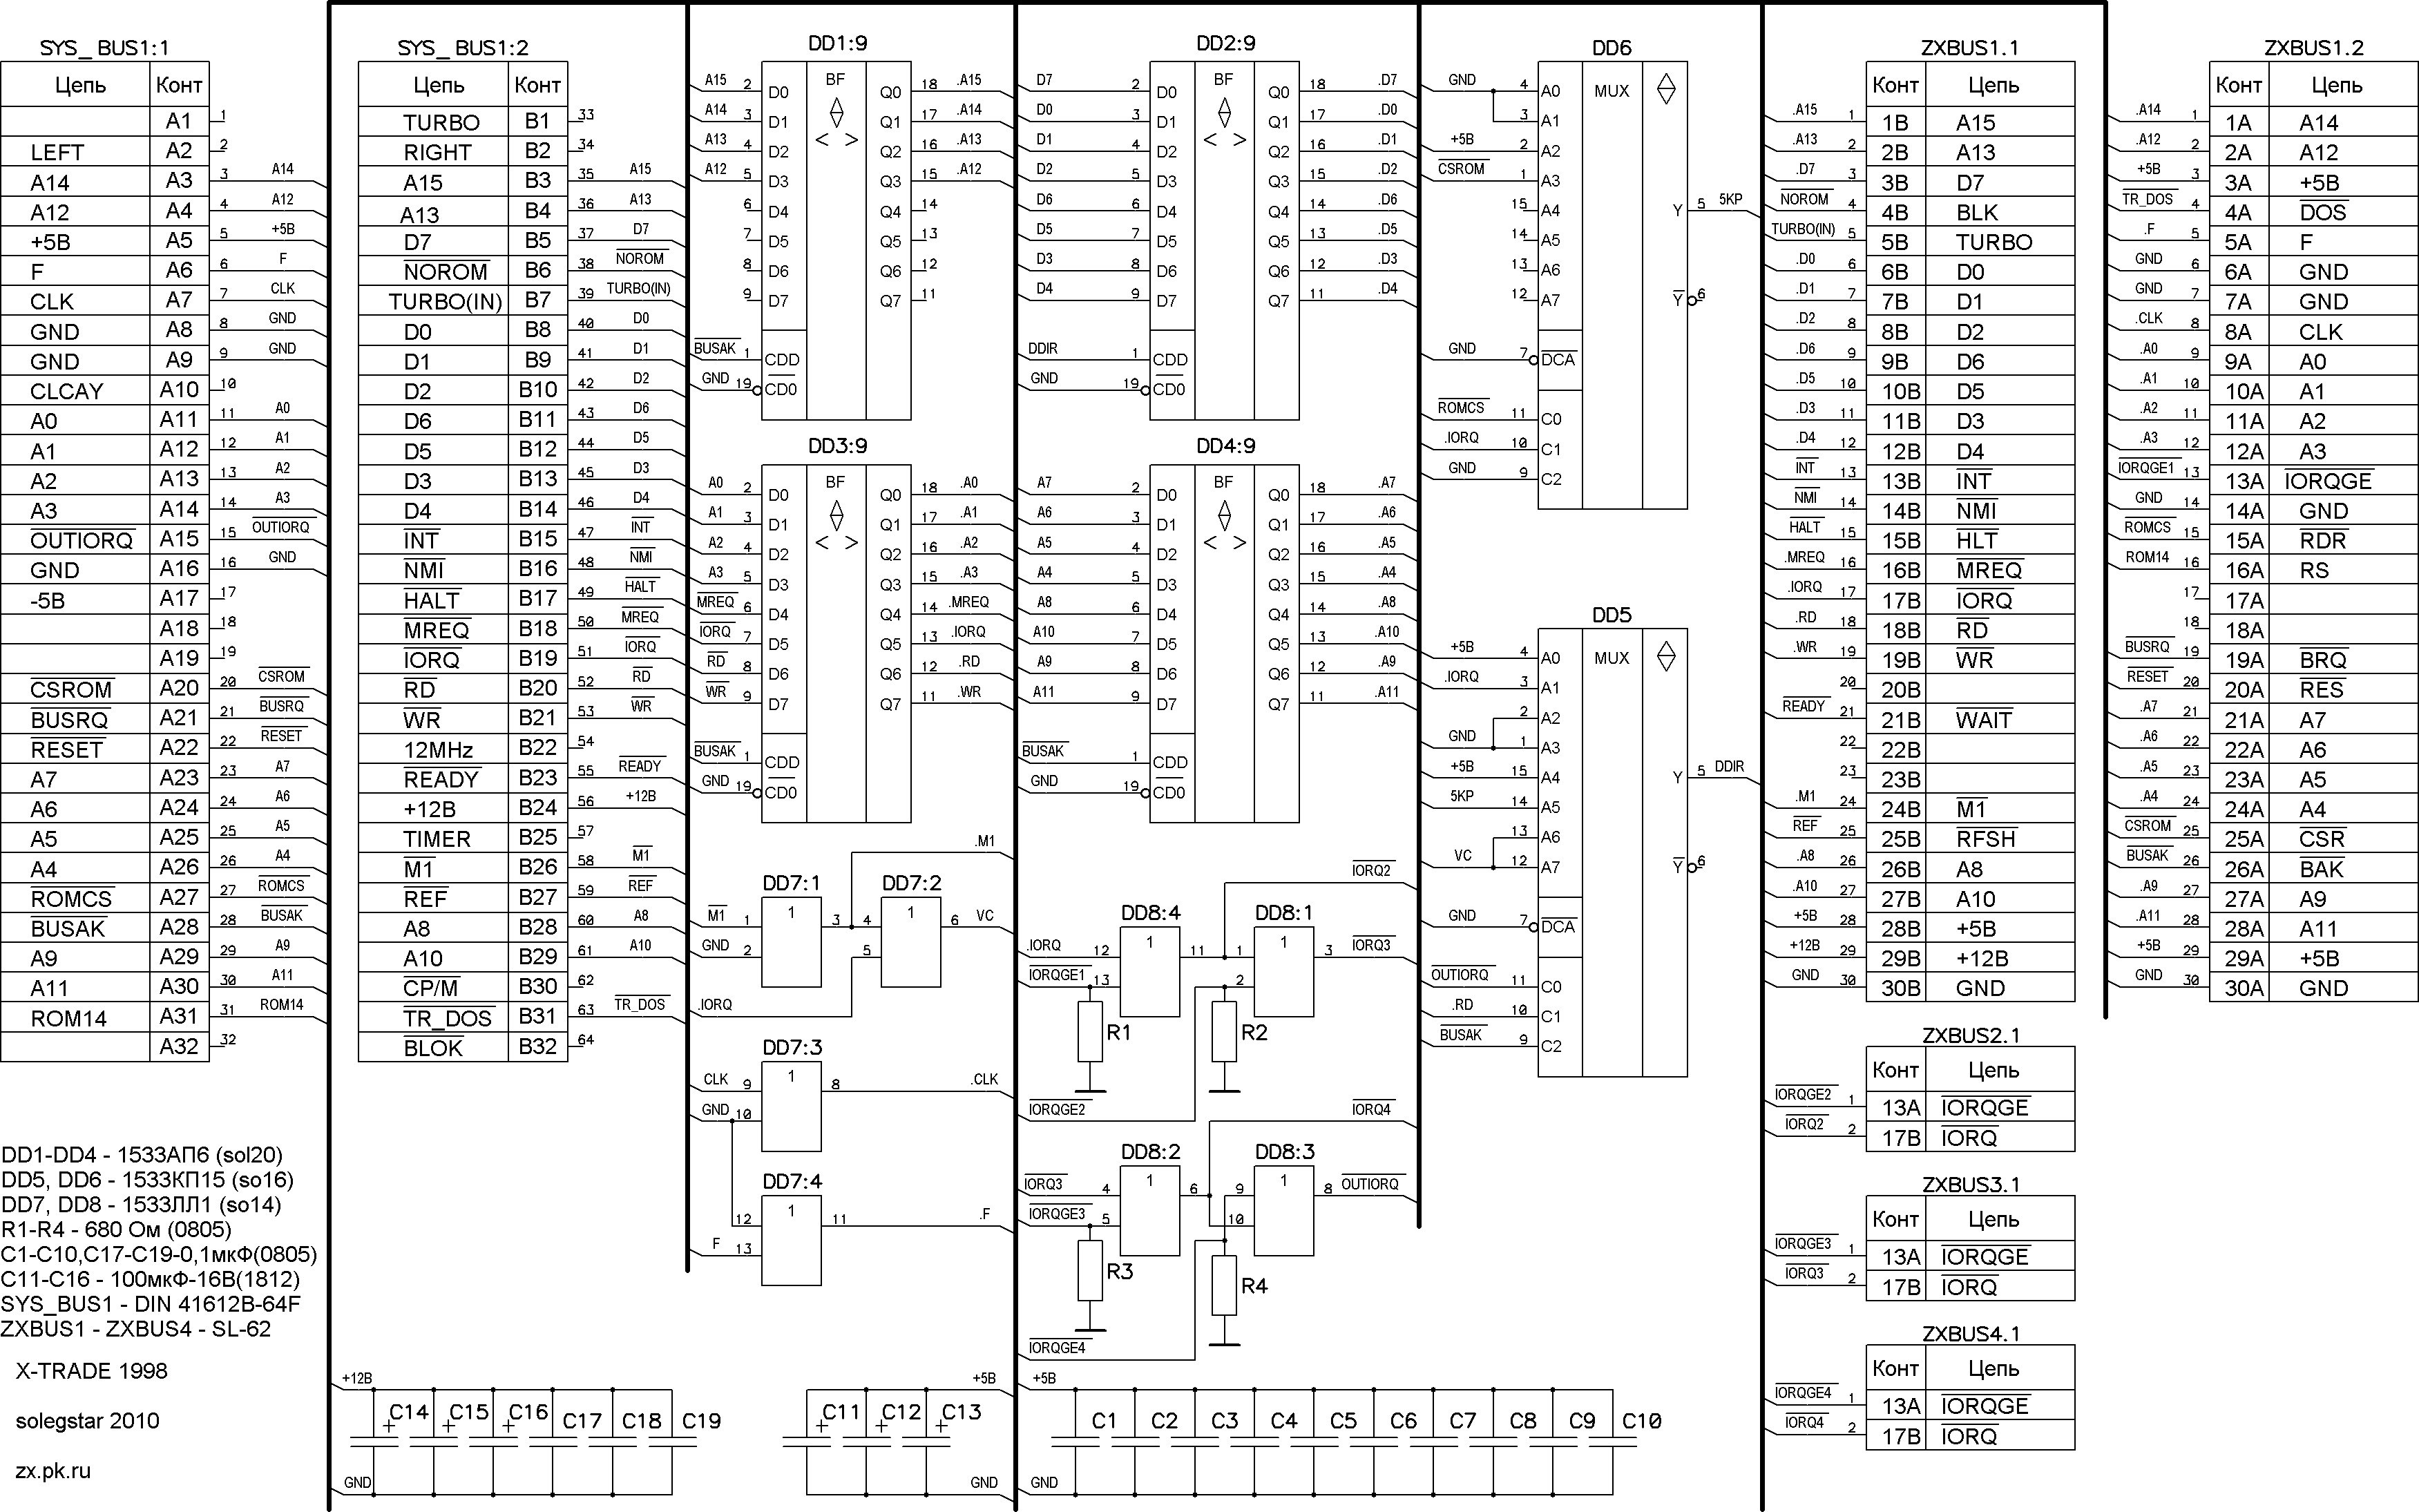 SYS_BUS1:1
Цепь Конт
A1 1
LEFT A2 2
A14 A3 3 A14
A12 A4 4 A12
+5В A5 5 +5В
F A6 6 F
CLK A7 7 CLK
GND A8 8 GND
GND A9 9 GND
CLCAY A10 10
A0 A11 11 A0
A1 A12 12 A1
A2 A13 13 A2
A3 A14 14 A3
OUTIORQ A15 15 OUTIORQ
GND A16 16 GND
-5В A17 17
A18 18
A19 19
CSROM A20 20 CSROM
BUSRQ A21 21 BUSRQ
RESET A22 22 RESET
A7 A23 23 A7
A6 A24 24 A6
A5 A25 25 A5
A4 A26 26 A4
ROMCS A27 27 ROMCS
BUSAK A28 28 BUSAK
A9 A29 29 A9
A11 A30 30 A11
ROM14 A31 31 ROM14
A32 32
SYS_BUS1:2
Цепь Конт
TURBO B1 33
RIGHT B2 34
A15 B3 35 A15
A13 B4 36 A13
D7 B5 37 D7
NOROM B6 38 NOROM
TURBO(IN) B7 39 TURBO(IN)
D0 B8 40 D0
D1 B9 41 D1
D2 B10 42 D2
D6 B11 43 D6
D5 B12 44 D5
D3 B13 45 D3
D4 B14 46 D4
INT B15 47 INT
NMI B16 48 NMI
HALT B17 49 HALT
MREQ B18 50 MREQ
IORQ B19 51 IORQ
RD B20 52 RD
WR B21 53 WR
12MHz B22 54
READY B23 55 READY
+12В B24 56 +12В
TIMER B25 57
M1 B26 58 M1
REF B27 59 REF
A8 B28 60 A8
A10 B29 61 A10
CP/M B30 62
TR_DOS B31 63 TR_DOS
BLOK B32 64
DD1:9
BF
< >
A15 2 D0 Q0 18 .A15
A14 3 D1 Q1 17 .A14
A13 4 D2 Q2 16 .A13
A12 5 D3 Q3 15 .A12
6 D4 Q4 14
7 D5 Q5 13
8 D6 Q6 12
9 D7 Q7 11
BUSAK 1 CDD
GND 19 CD0
DD3:9
BF
< >
A0 2 D0 Q0 18 .A0
A1 3 D1 Q1 17 .A1
A2 4 D2 Q2 16 .A2
A3 5 D3 Q3 15 .A3
MREQ 6 D4 Q4 14 .MREQ
IORQ 7 D5 Q5 13 .IORQ
RD 8 D6 Q6 12 .RD
WR 9 D7 Q7 11 .WR
BUSAK 1 CDD
GND 19 CD0
DD7:1 DD7:2
.M1
M1 1 1 3 4 1 6 VC
GND 2 5
.IORQ
DD7:3
CLK 9 1 8 .CLK
GND 10
DD7:4
12 1 11 .F
F 13
DD2:9
BF
< >
D7 2 D0 Q0 18 .D7
D0 3 D1 Q1 17 .D0
D1 4 D2 Q2 16 .D1
D2 5 D3 Q3 15 .D2
D6 6 D4 Q4 14 .D6
D5 7 D5 Q5 13 .D5
D3 8 D6 Q6 12 .D3
D4 9 D7 Q7 11 .D4
DDIR 1 CDD
GND 19 CD0
DD4:9
BF
< >
A7 2 D0 Q0 18 .A7
A6 3 D1 Q1 17 .A6
A5 4 D2 Q2 16 .A5
A4 5 D3 Q3 15 .A4
A8 6 D4 Q4 14 .A8
A10 7 D5 Q5 13 .A10
A9 8 D6 Q6 12 .A9
A11 9 D7 Q7 11 .A11
BUSAK 1 CDD
GND 19 CD0
IORQ2
DD8:4 DD8:1
.IORQ 12 1 11 1 1 3 IORQ3
IORQGE1 13 2
R1 R2
IORQGE2 IORQ4
DD8:2 DD8:3
IORQ3 4 1 6 9 1 8 OUTIORQ
IORQGE3 5 10
R3 R4
IORQGE4
DD6
MUX
GND 4 A0
3 A1
+5В 2 A2
CSROM 1 A3
15 A4 Y 5 5KP
14 A5
13 A6
12 A7 Y 6
GND 7 DCA
ROMCS 11 C0
.IORQ 10 C1
GND 9 C2
DD5
MUX
+5В 4 A0
.IORQ 3 A1
2 A2
GND 1 A3
+5В 15 A4 Y 5 DDIR
5KP 14 A5
13 A6
VC 12 A7 Y 6
GND 7 DCA
OUTIORQ 11 C0
.RD 10 C1
BUSAK 9 C2
ZXBUS1.1
Конт Цепь
.A15 1 1B A15
.A13 2 2B A13
.D7 3 3B D7
NOROM 4 4B BLK
TURBO(IN) 5 5B TURBO
.D0 6 6B D0
.D1 7 7B D1
.D2 8 8B D2
.D6 9 9B D6
.D5 10 10B D5
.D3 11 11B D3
.D4 12 12B D4
INT 13 13B INT
NMI 14 14B NMI
HALT 15 15B HLT
.MREQ 16 16B MREQ
.IORQ 17 17B IORQ
.RD 18 18B RD
.WR 19 19B WR
20 20B
READY 21 21B WAIT
22 22B
23 23B
.M1 24 24B M1
REF 25 25B RFSH
.A8 26 26B A8
.A10 27 27B A10
+5В 28 28B +5В
+12В 29 29B +12В
GND 30 30B GND
ZXBUS2.1
Конт Цепь
IORQGE2 1 13A IORQGE
IORQ2 2 17B IORQ
ZXBUS3.1
Конт Цепь
IORQGE3 1 13A IORQGE
IORQ3 2 17B IORQ
ZXBUS4.1
Конт Цепь
IORQGE4 1 13A IORQGE
IORQ4 2 17B IORQ
ZXBUS1.2
Конт Цепь
.A14 1 1A A14
.A12 2 2A A12
+5В 3 3A +5В
TR_DOS 4 4A DOS
.F 5 5A F
GND 6 6A GND
GND 7 7A GND
.CLK 8 8A CLK
.A0 9 9A A0
.A1 10 10A A1
.A2 11 11A A2
.A3 12 12A A3
IORQGE1 13 13A IORQGE
GND 14 14A GND
ROMCS 15 15A RDR
ROM14 16 16A RS
17 17A
18 18A
BUSRQ 19 19A BRQ
RESET 20 20A RES
.A7 21 21A A7
.A6 22 22A A6
.A5 23 23A A5
.A4 24 24A A4
CSROM 25 25A CSR
BUSAK 26 26A BAK
.A9 27 27A A9
.A11 28 28A A11
+5В 29 29A +5В
GND 30 30A GND
DD1-DD4 - 1533АП6 (sol20)
DD5, DD6 - 1533КП15 (so16)
DD7, DD8 - 1533ЛЛ1 (so14)
R1-R4 - 680 Ом (0805)
C1-C10,C17-C19-0,1мкФ(0805)
C11-C16 - 100мкФ-16В(1812)
SYS_BUS1 - DIN 41612B-64F
ZXBUS1 - ZXBUS4 - SL-62
X-TRADE 1998
solegstar 2010
zx.pk.ru
+12В
+ C14 + C15 + C16 C17 C18 C19
GND
+5В
+ C11 + C12 + C13
GND
+5В
C1 C2 C3 C4 C5 C6 C7 C8 C9 C10
GND